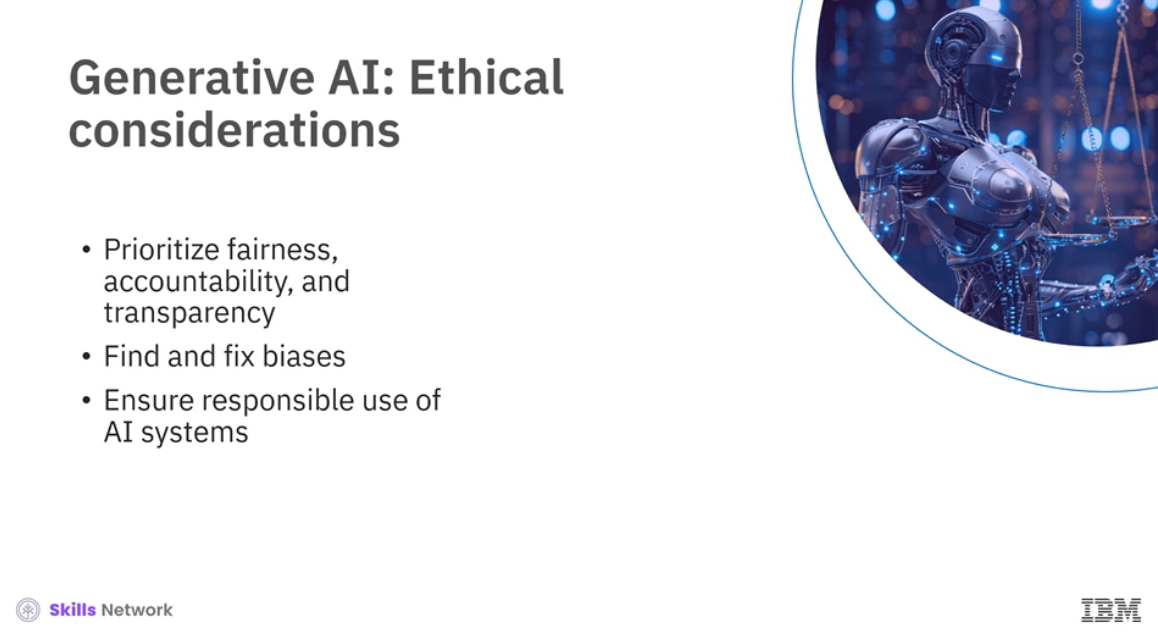 Generative AI: Ethical
considerations
• Prioritize fairness,
accountability, and
transparency
• Find and fix biases
• Ensure responsible use of
AI systems
Skills Network
IBM